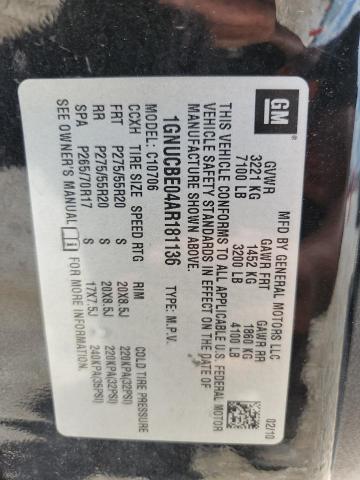 GM
MFD BY GENERAL MOTORS LLC
02/10
GVWR GAWR FRT GAWR RR
3221 KG 1452 KG 1860 KG
7100 LB 3200 LB 4100 LB
THIS VEHICLE CONFORMS TO ALL APPLICABLE U.S. FEDERAL MOTOR
VEHICLE SAFETY STANDARDS IN EFFECT ON THE DATE OF
MANUFACTURE SHOWN ABOVE.
1GNUCBE04AR181136 TYPE: M.P.V.
MODEL: C10706
CCXH TIRE SIZE SPEED RTG RIM COLD TIRE PRESSURE
FRT P275/55R20 S 20X8.5J 220KPA(32PSI)
RR P275/55R20 S 20X8.5J 220KPA(32PSI)
SPA P265/70R17 S 17X7.5J 240KPA(35PSI)
SEE OWNER'S MANUAL FOR MORE INFORMATION.